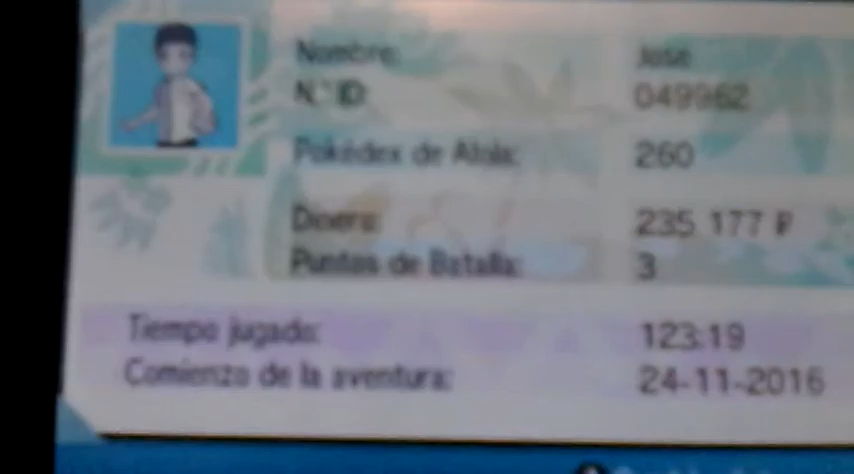 Nombre: Jose
N.° ID: 049962
Pokédex de Alola: 260
Dinero: 235 177 ₽
Puntos de Batalla: 3
Tiempo jugado: 123:19
Comienzo de la aventura: 24-11-2016